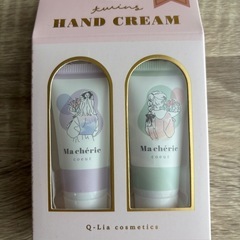 twins
HAND CREAM
Ma chérie
Ma chérie
Q-Lia cosmetics